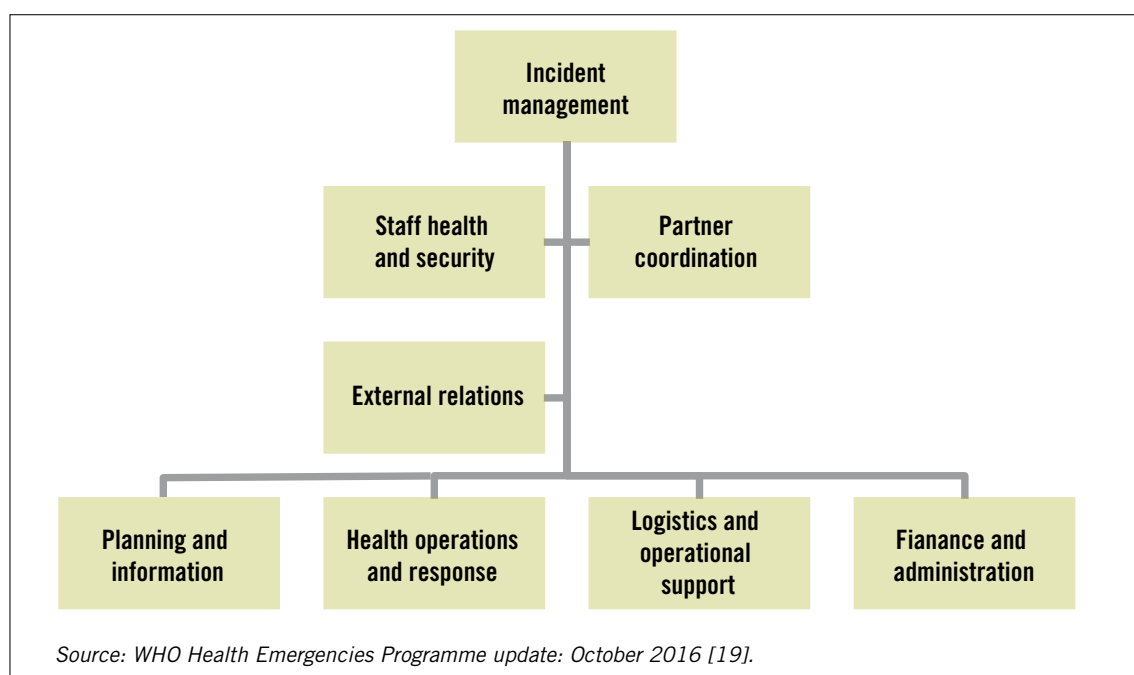 Incident
management
Staff health
and security
Partner
coordination
External relations
Planning and
information
Health operations
and response
Logistics and
operational
support
Fianance and
administration
Source: WHO Health Emergencies Programme update: October 2016 [19].